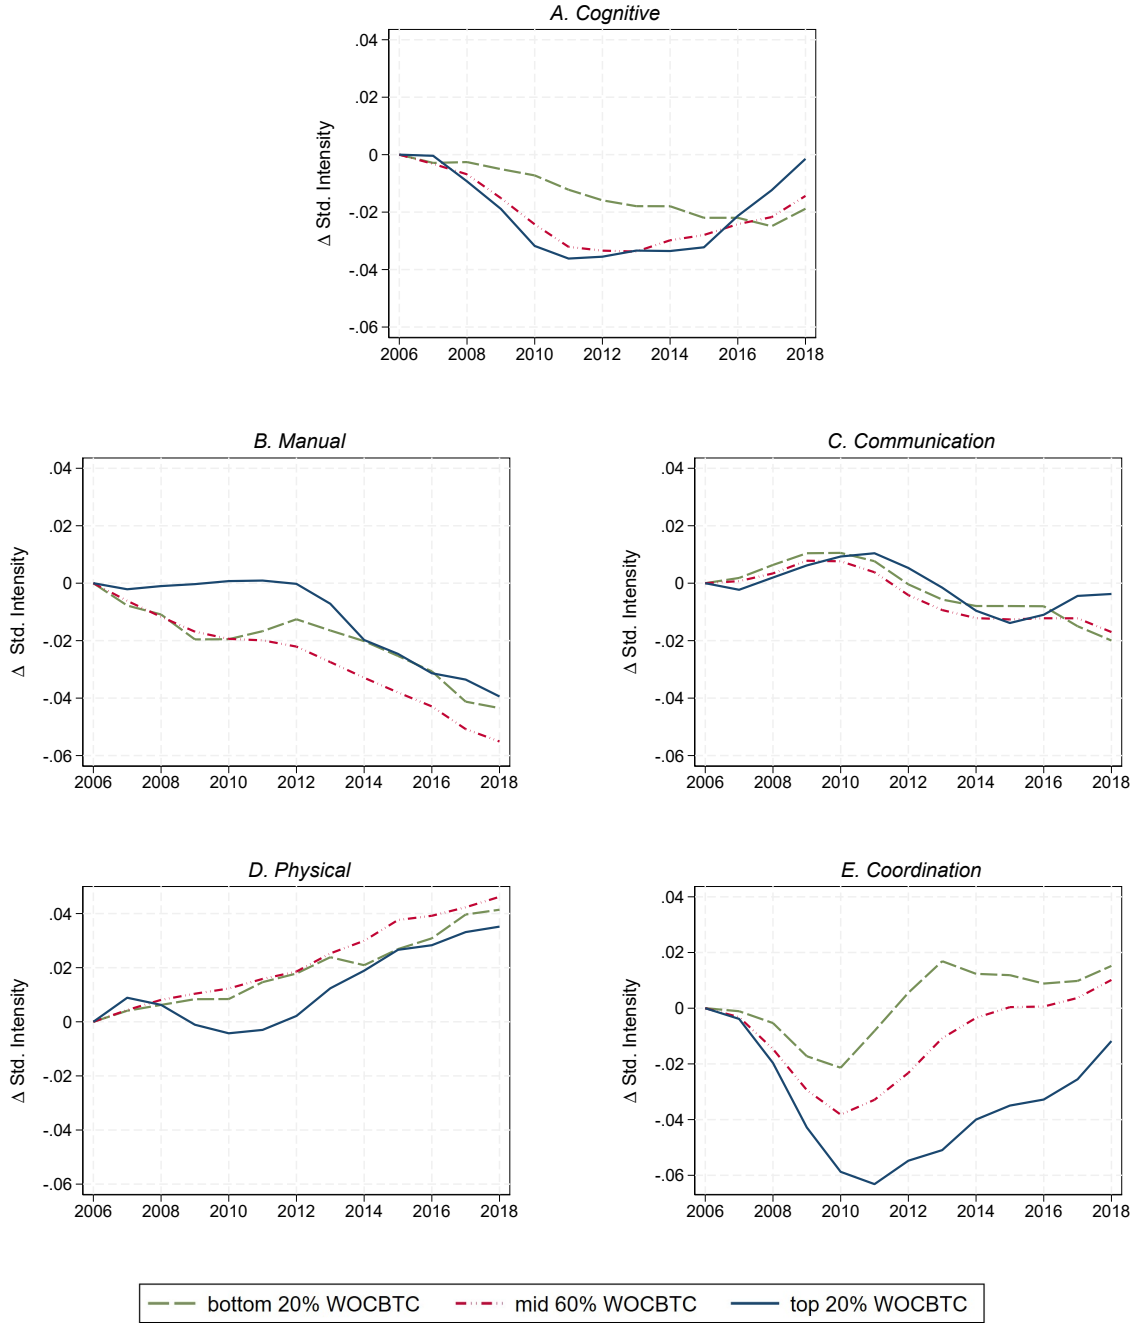 A. Cognitive
Δ Std. Intensity
.04
.02
0
-.02
-.04
-.06
2006 2008 2010 2012 2014 2016 2018
B. Manual
Δ Std. Intensity
.04
.02
0
-.02
-.04
-.06
2006 2008 2010 2012 2014 2016 2018
C. Communication
Δ Std. Intensity
.04
.02
0
-.02
-.04
-.06
2006 2008 2010 2012 2014 2016 2018
D. Physical
Δ Std. Intensity
.04
.02
0
-.02
-.04
-.06
2006 2008 2010 2012 2014 2016 2018
E. Coordination
Δ Std. Intensity
.04
.02
0
-.02
-.04
-.06
2006 2008 2010 2012 2014 2016 2018
bottom 20% WOCBTC mid 60% WOCBTC top 20% WOCBTC